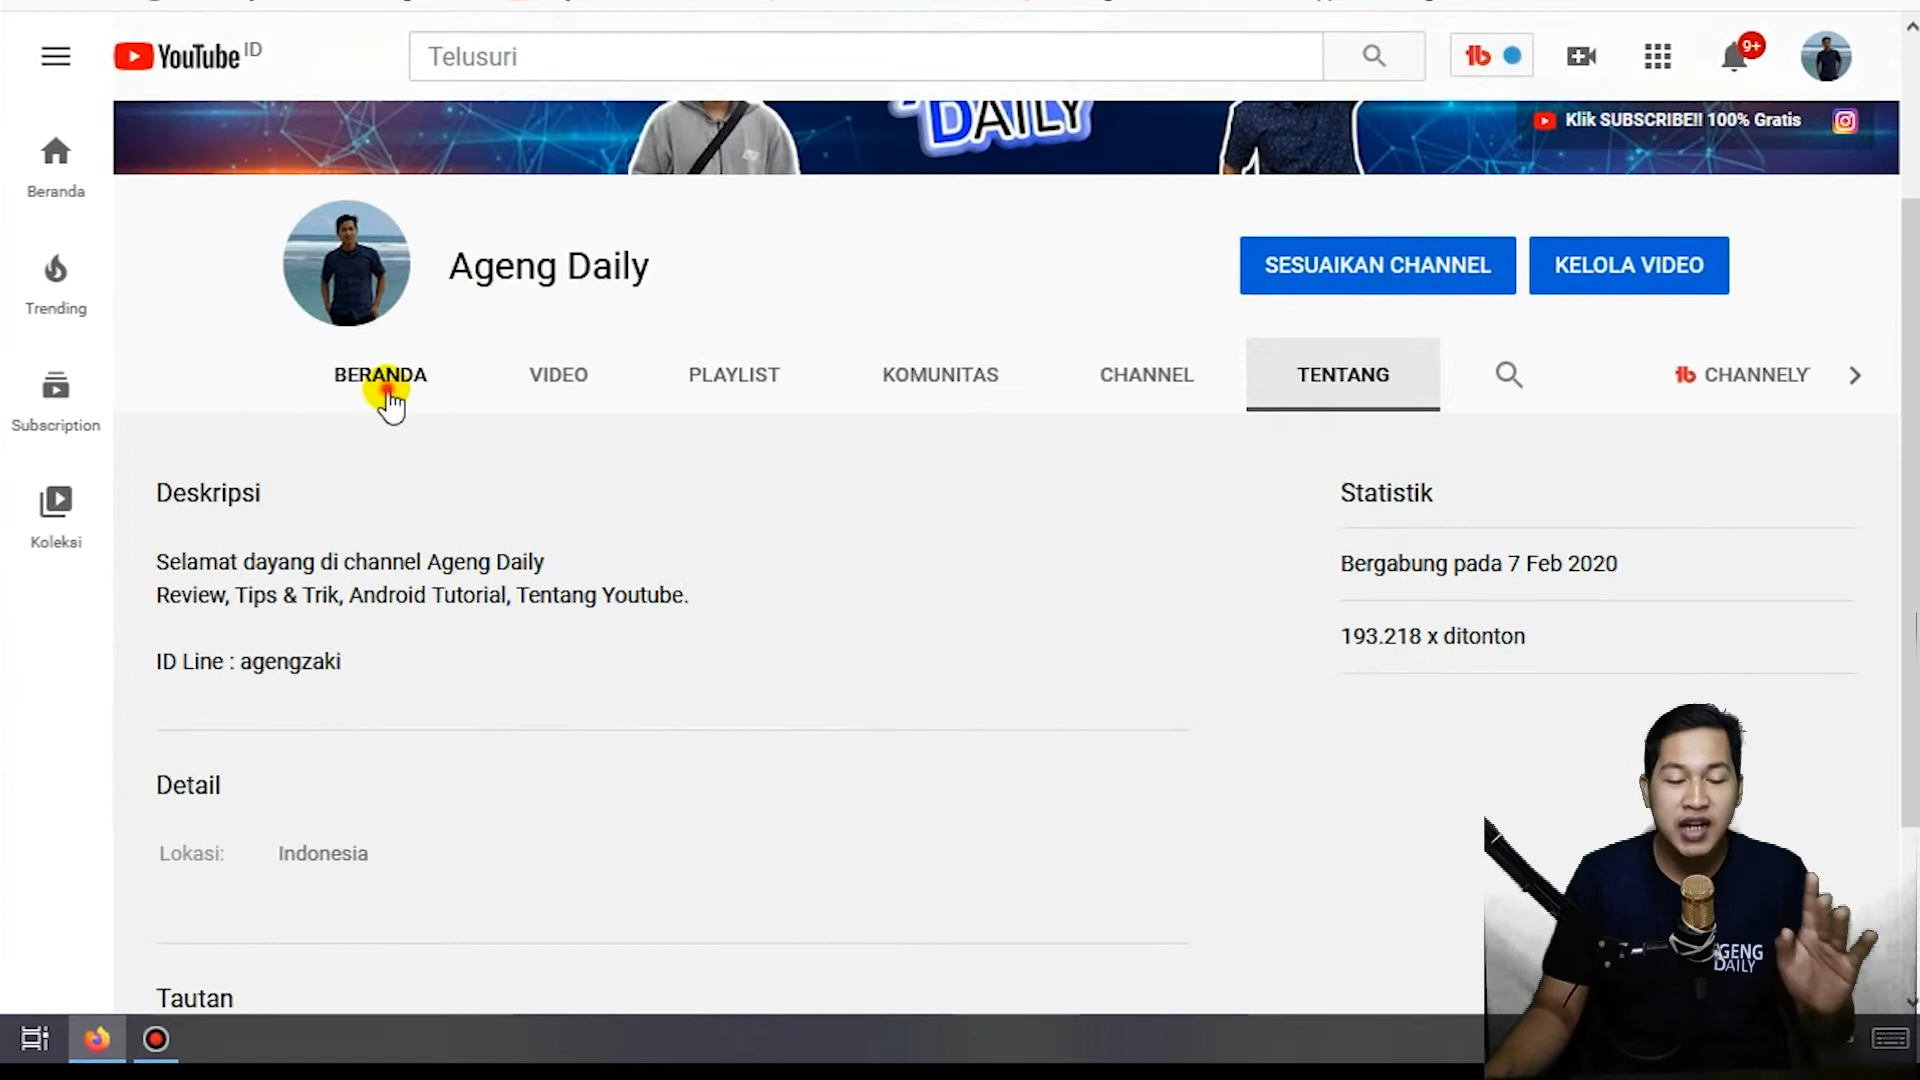 YouTube ID
Telusuri
9+
DAILY
Klik SUBSCRIBE!! 100% Gratis
Beranda
Trending
Subscription
Koleksi
Ageng Daily
SESUAIKAN CHANNEL
KELOLA VIDEO
BERANDA
VIDEO
PLAYLIST
KOMUNITAS
CHANNEL
TENTANG
CHANNELY
Deskripsi
Selamat dayang di channel Ageng Daily
Review, Tips & Trik, Android Tutorial, Tentang Youtube.
ID Line : agengzaki
Statistik
Bergabung pada 7 Feb 2020
193.218 x ditonton
Detail
Lokasi: Indonesia
Tautan
AGENG
DAILY